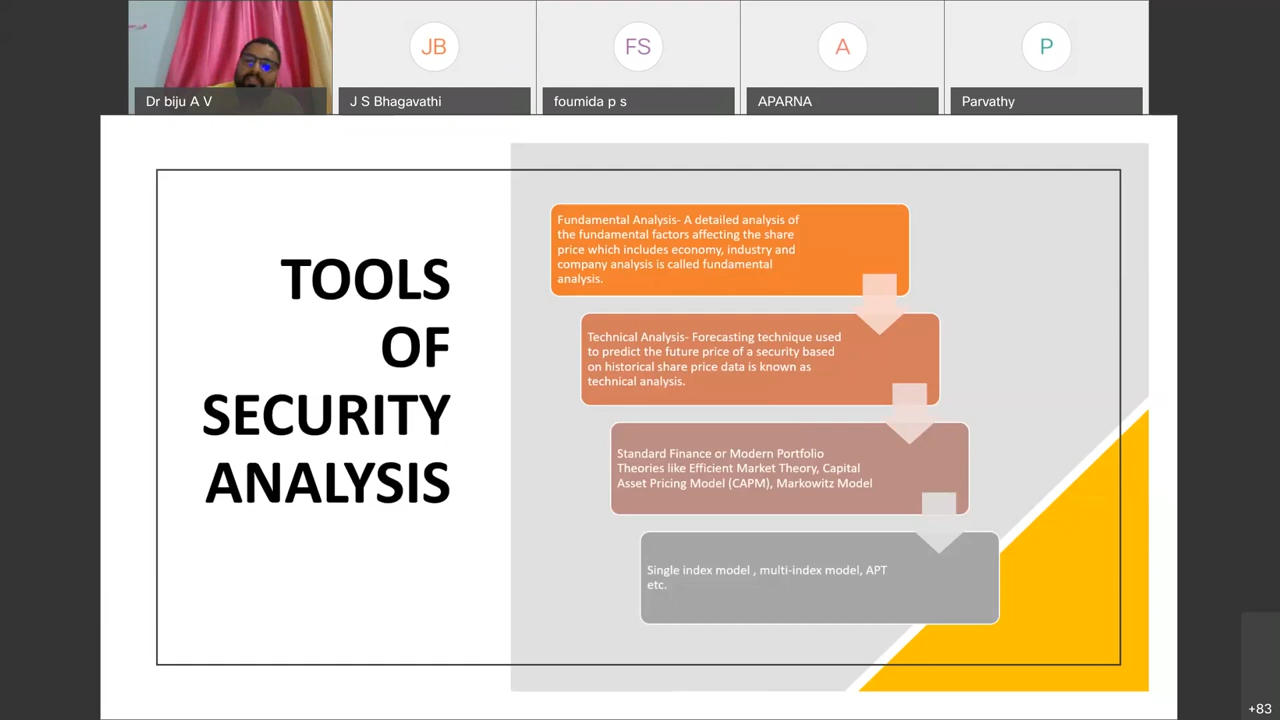 JB
FS
A
P
Dr biju A V
J S Bhagavathi
foumida p s
APARNA
Parvathy
TOOLS
OF
SECURITY
ANALYSIS
Fundamental Analysis- A detailed analysis of
the fundamental factors affecting the share
price which includes economy, industry and
company analysis is called fundamental
analysis.
Technical Analysis- Forecasting technique used
to predict the future price of a security based
on historical share price data is known as
technical analysis.
Standard Finance or Modern Portfolio
Theories like Efficient Market Theory, Capital
Asset Pricing Model (CAPM), Markowitz Model
Single index model , multi-index model, APT
etc.
+83